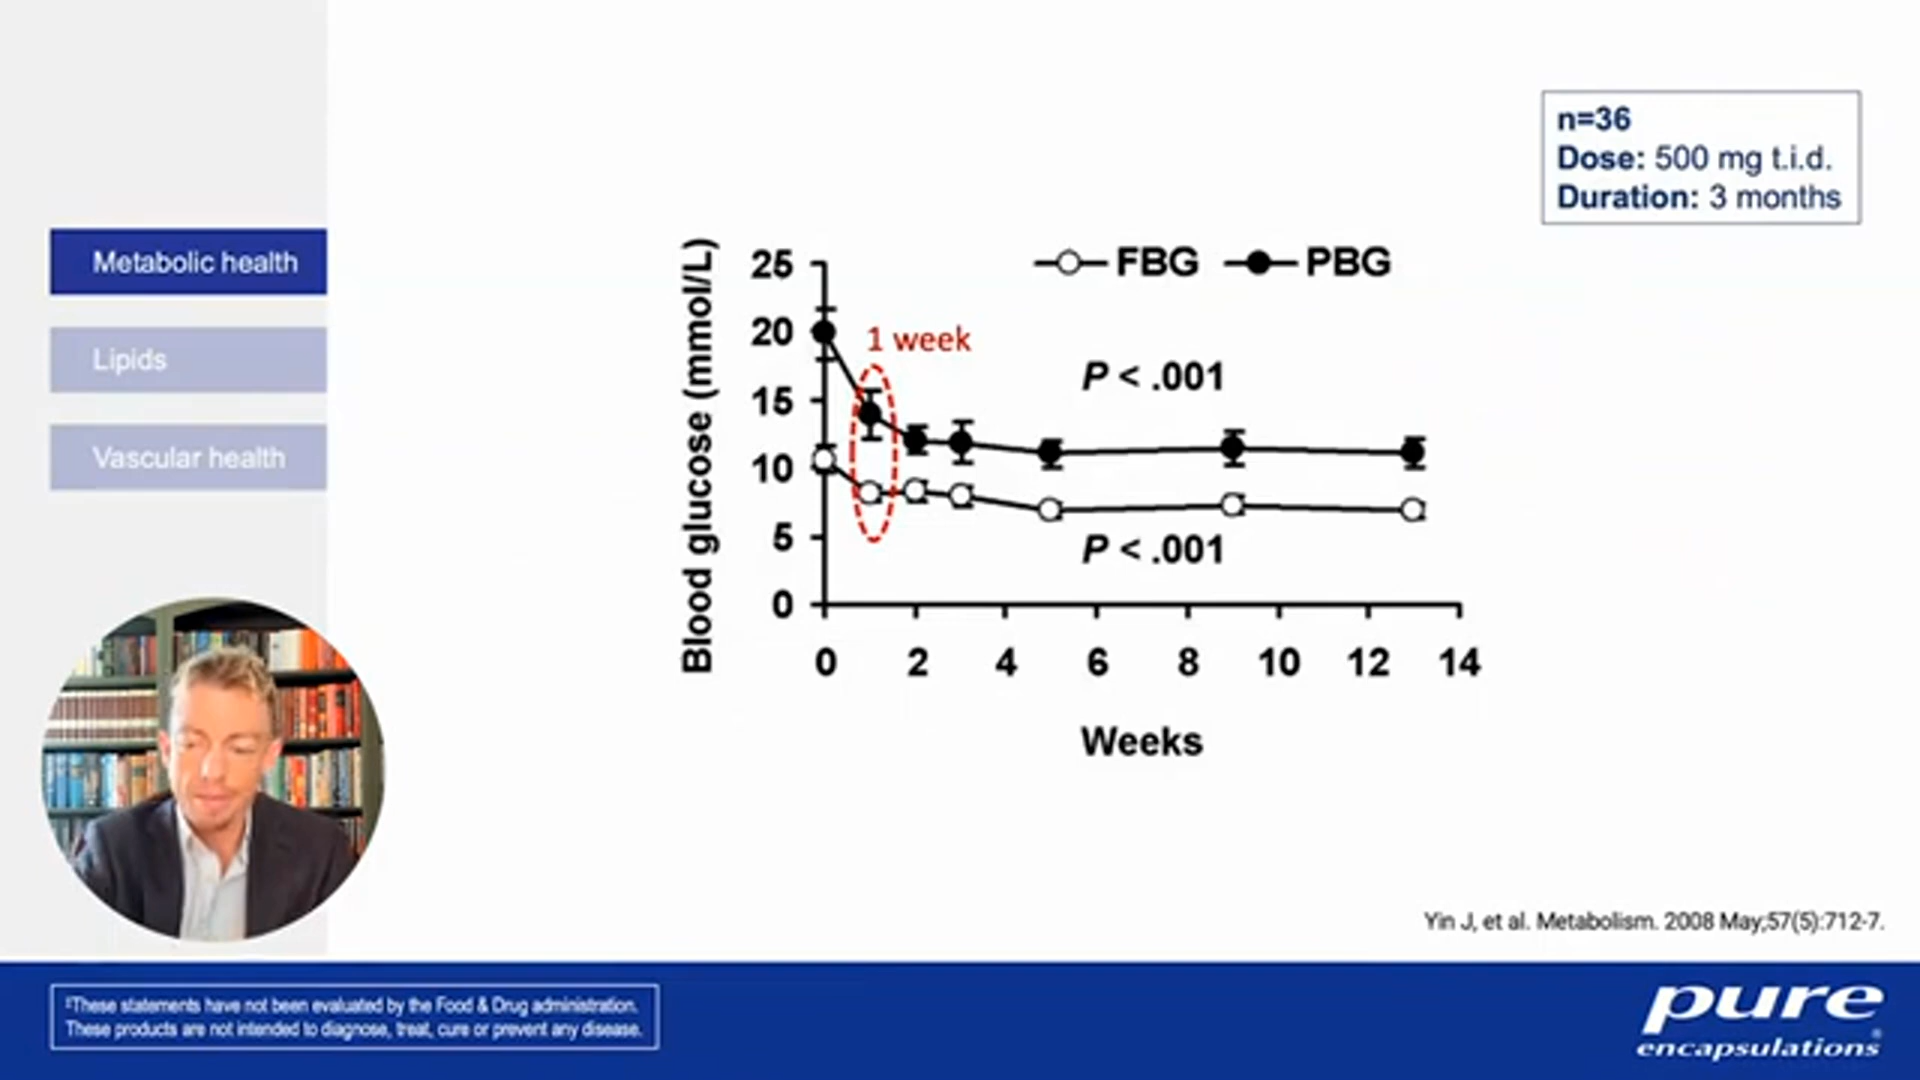 n=36
Dose: 500 mg t.i.d.
Duration: 3 months
Metabolic health
Lipids
Vascular health
Blood glucose (mmol/L)
25
20
15
10
5
0
FBG PBG
1 week
P < .001
P < .001
0 2 4 6 8 10 12 14
Weeks
Yin J, et al. Metabolism. 2008 May;57(5):712-7.
‡These statements have not been evaluated by the Food & Drug administration.
These products are not intended to diagnose, treat, cure or prevent any disease.
pure
encapsulations®